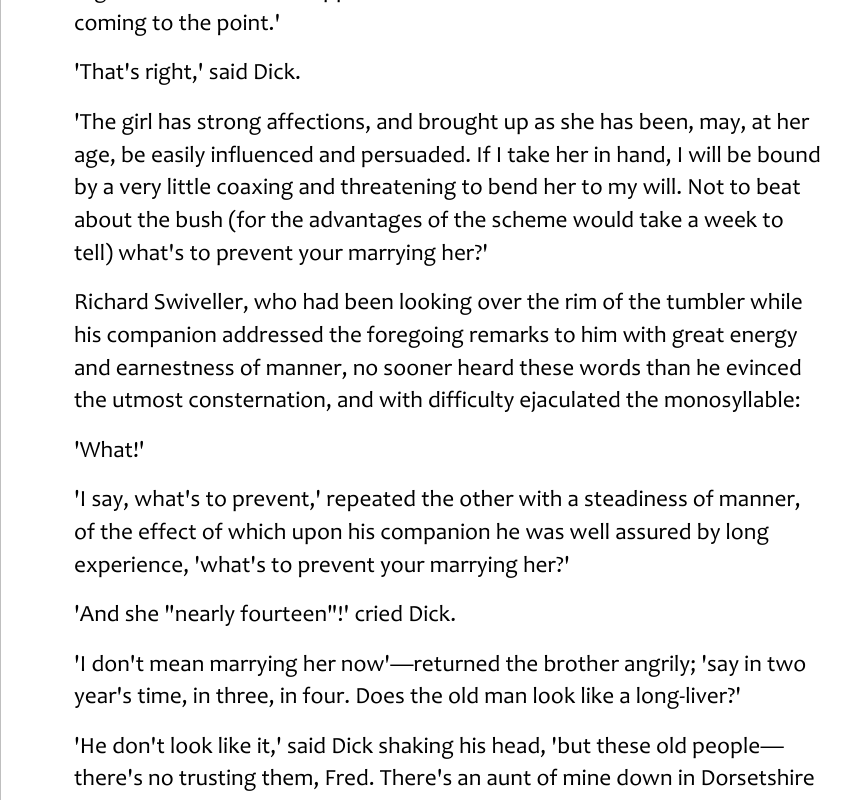 coming to the point.'
'That's right,' said Dick.
'The girl has strong affections, and brought up as she has been, may, at her
age, be easily influenced and persuaded. If I take her in hand, I will be bound
by a very little coaxing and threatening to bend her to my will. Not to beat
about the bush (for the advantages of the scheme would take a week to
tell) what's to prevent your marrying her?'
Richard Swiveller, who had been looking over the rim of the tumbler while
his companion addressed the foregoing remarks to him with great energy
and earnestness of manner, no sooner heard these words than he evinced
the utmost consternation, and with difficulty ejaculated the monosyllable:
'What!'
'I say, what's to prevent,' repeated the other with a steadiness of manner,
of the effect of which upon his companion he was well assured by long
experience, 'what's to prevent your marrying her?'
'And she "nearly fourteen"!' cried Dick.
'I don't mean marrying her now'—returned the brother angrily; 'say in two
year's time, in three, in four. Does the old man look like a long-liver?'
'He don't look like it,' said Dick shaking his head, 'but these old people—
there's no trusting them, Fred. There's an aunt of mine down in Dorsetshire